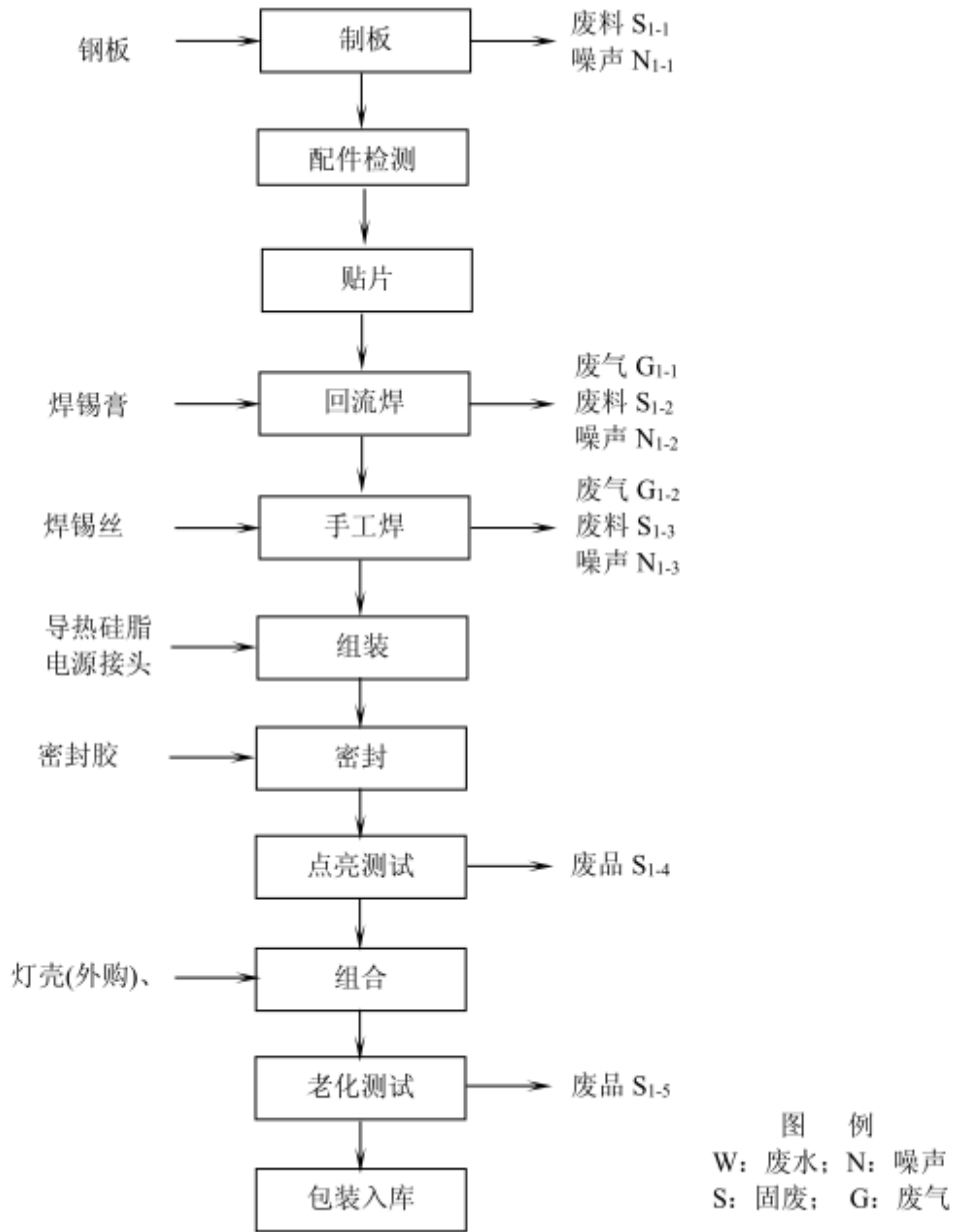 钢板
制板
废料 S1-1
噪声 N1-1
配件检测
贴片
焊锡膏
回流焊
废气 G1-1
废料 S1-2
噪声 N1-2
焊锡丝
手工焊
废气 G1-2
废料 S1-3
噪声 N1-3
导热硅脂
电源接头
组装
密封胶
密封
点亮测试
废品 S1-4
灯壳(外购)、
组合
老化测试
废品 S1-5
包装入库
图 例
W：废水；N：噪声
S：固废； G：废气